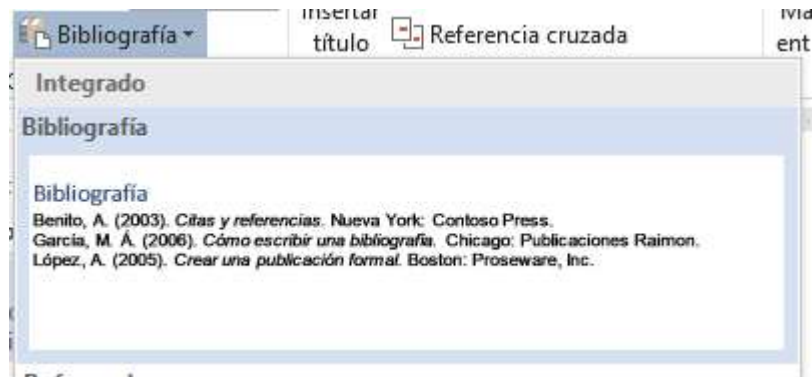 Bibliografía
Insertar
título
Referencia cruzada
ent
Integrado
Bibliografía
Bibliografía
Benito, A. (2003). Citas y referencias. Nueva York: Contoso Press.
García, M. Á. (2006). Cómo escribir una bibliografía. Chicago: Publicaciones Raimon.
López, A. (2005). Crear una publicación formal. Boston: Proseware, Inc.